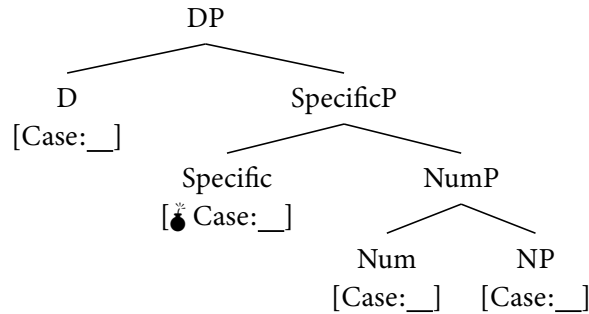 DP
D SpecificP
[Case:__]
Specific NumP
[💣Case:__]
Num NP
[Case:__] [Case:__]